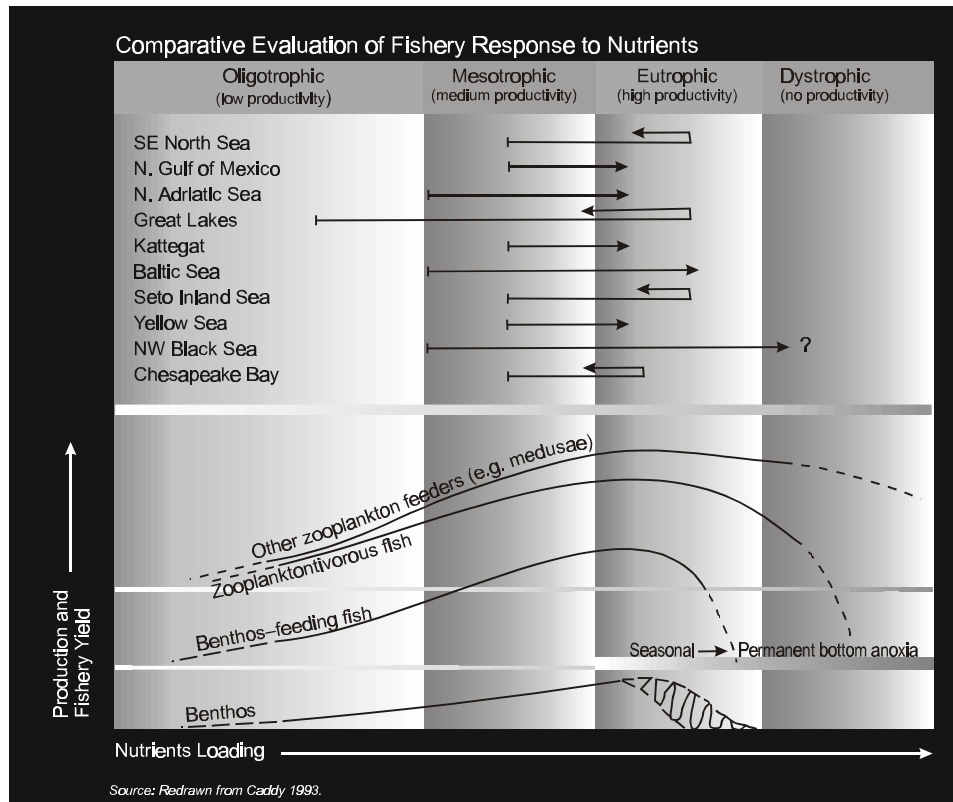 Comparative Evaluation of Fishery Response to Nutrients
Oligotrophic
(low productivity)
Mesotrophic
(medium productivity)
Eutrophic
(high productivity)
Dystrophic
(no productivity)
SE North Sea
N. Gulf of Mexico
N. Adrlatic Sea
Great Lakes
Kattegat
Baltic Sea
Seto Inland Sea
Yellow Sea
NW Black Sea
?
Chesapeake Bay
Other zooplankton feeders (e.g. medusae)
Zooplanktontivorous fish
Benthos–feeding fish
Seasonal
Permanent bottom anoxia
Benthos
Production and
Fishery Yield
Nutrients Loading
Source: Redrawn from Caddy 1993.